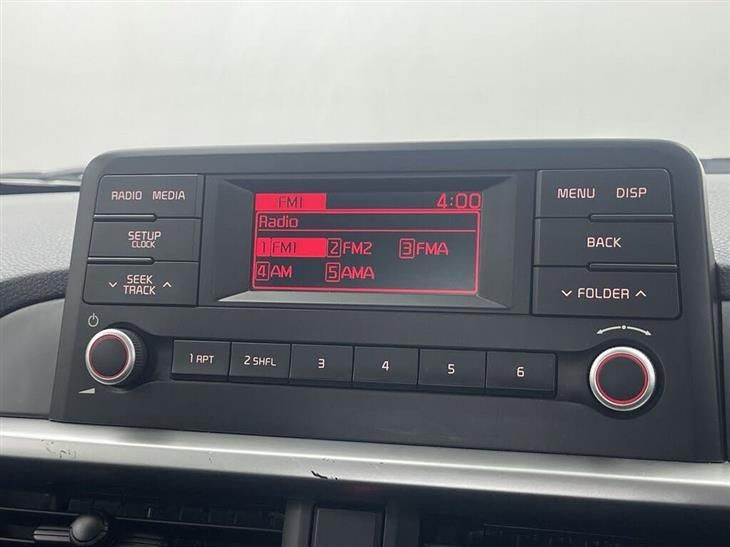 RADIO MEDIA
SETUP
CLOCK
SEEK
TRACK
FM1 4:00
Radio
1 FM1 2 FM2 3 FMA
4 AM 5 AMA
MENU DISP
BACK
FOLDER
1 RPT 2 SHFL 3 4 5 6